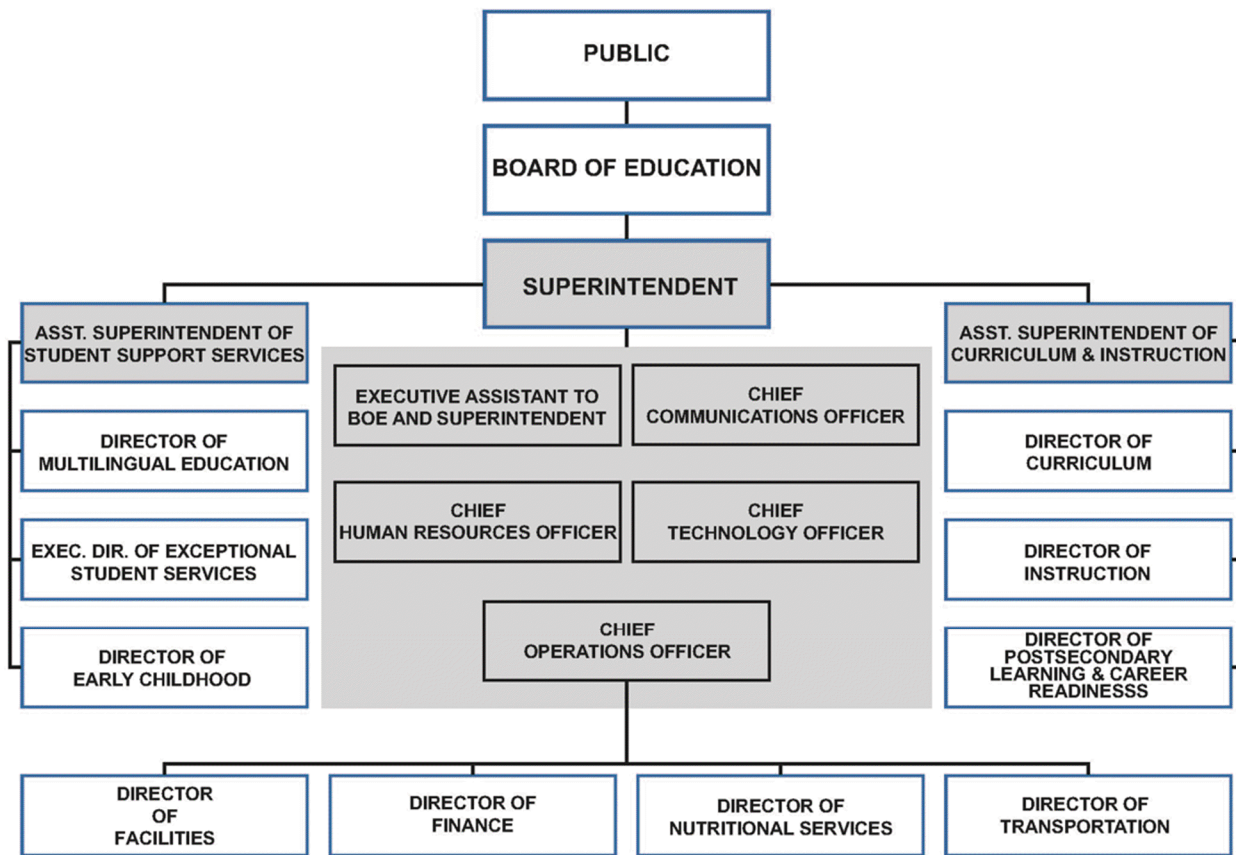 PUBLIC
BOARD OF EDUCATION
SUPERINTENDENT
ASST. SUPERINTENDENT OF
STUDENT SUPPORT SERVICES
ASST. SUPERINTENDENT OF
CURRICULUM & INSTRUCTION
EXECUTIVE ASSISTANT TO
BOE AND SUPERINTENDENT
CHIEF
COMMUNICATIONS OFFICER
DIRECTOR OF
MULTILINGUAL EDUCATION
DIRECTOR OF
CURRICULUM
CHIEF
HUMAN RESOURCES OFFICER
CHIEF
TECHNOLOGY OFFICER
EXEC. DIR. OF EXCEPTIONAL
STUDENT SERVICES
DIRECTOR OF
INSTRUCTION
CHIEF
OPERATIONS OFFICER
DIRECTOR OF
EARLY CHILDHOOD
DIRECTOR OF
POSTSECONDARY
LEARNING & CAREER
READINESSS
DIRECTOR
OF
FACILITIES
DIRECTOR OF
FINANCE
DIRECTOR OF
NUTRITIONAL SERVICES
DIRECTOR OF
TRANSPORTATION